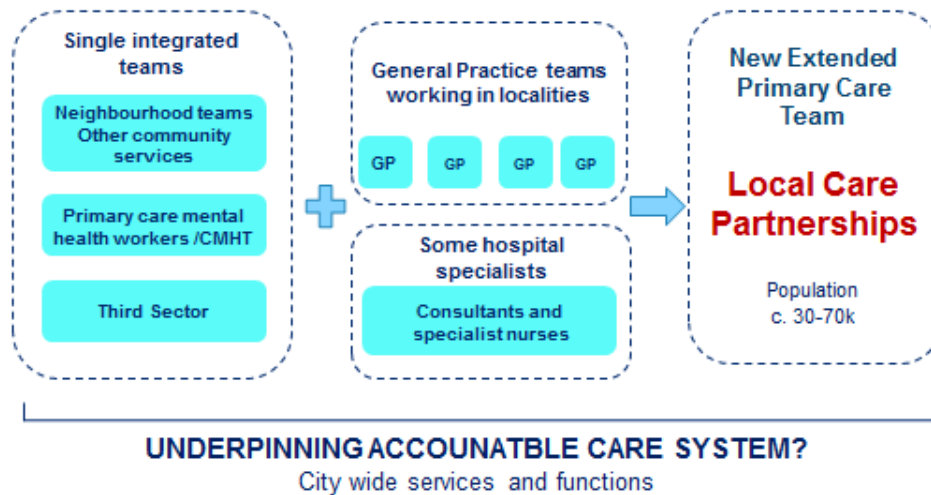 Single integrated
teams
Neighbourhood teams
Other community
services
Primary care mental
health workers /CMHT
Third Sector
General Practice teams
working in localities
GP
GP
GP
GP
Some hospital
specialists
Consultants and
specialist nurses
New Extended
Primary Care
Team
Local Care
Partnerships
Population
c. 30-70k
UNDERPINNING ACCOUNATBLE CARE SYSTEM?
City wide services and functions